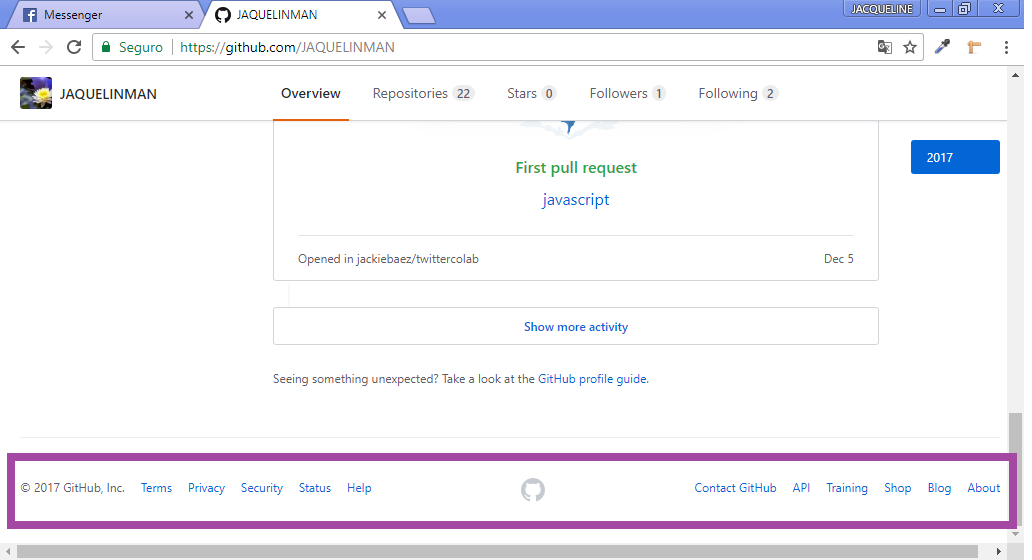 Messenger
JAQUELINMAN
JACQUELINE
Seguro
https://github.com/JAQUELINMAN
JAQUELINMAN
Overview
Repositories 22
Stars 0
Followers 1
Following 2
2017
First pull request
javascript
Opened in jackiebaez/twittercolab
Dec 5
Show more activity
Seeing something unexpected? Take a look at the GitHub profile guide.
© 2017 GitHub, Inc. Terms Privacy Security Status Help
Contact GitHub API Training Shop Blog About